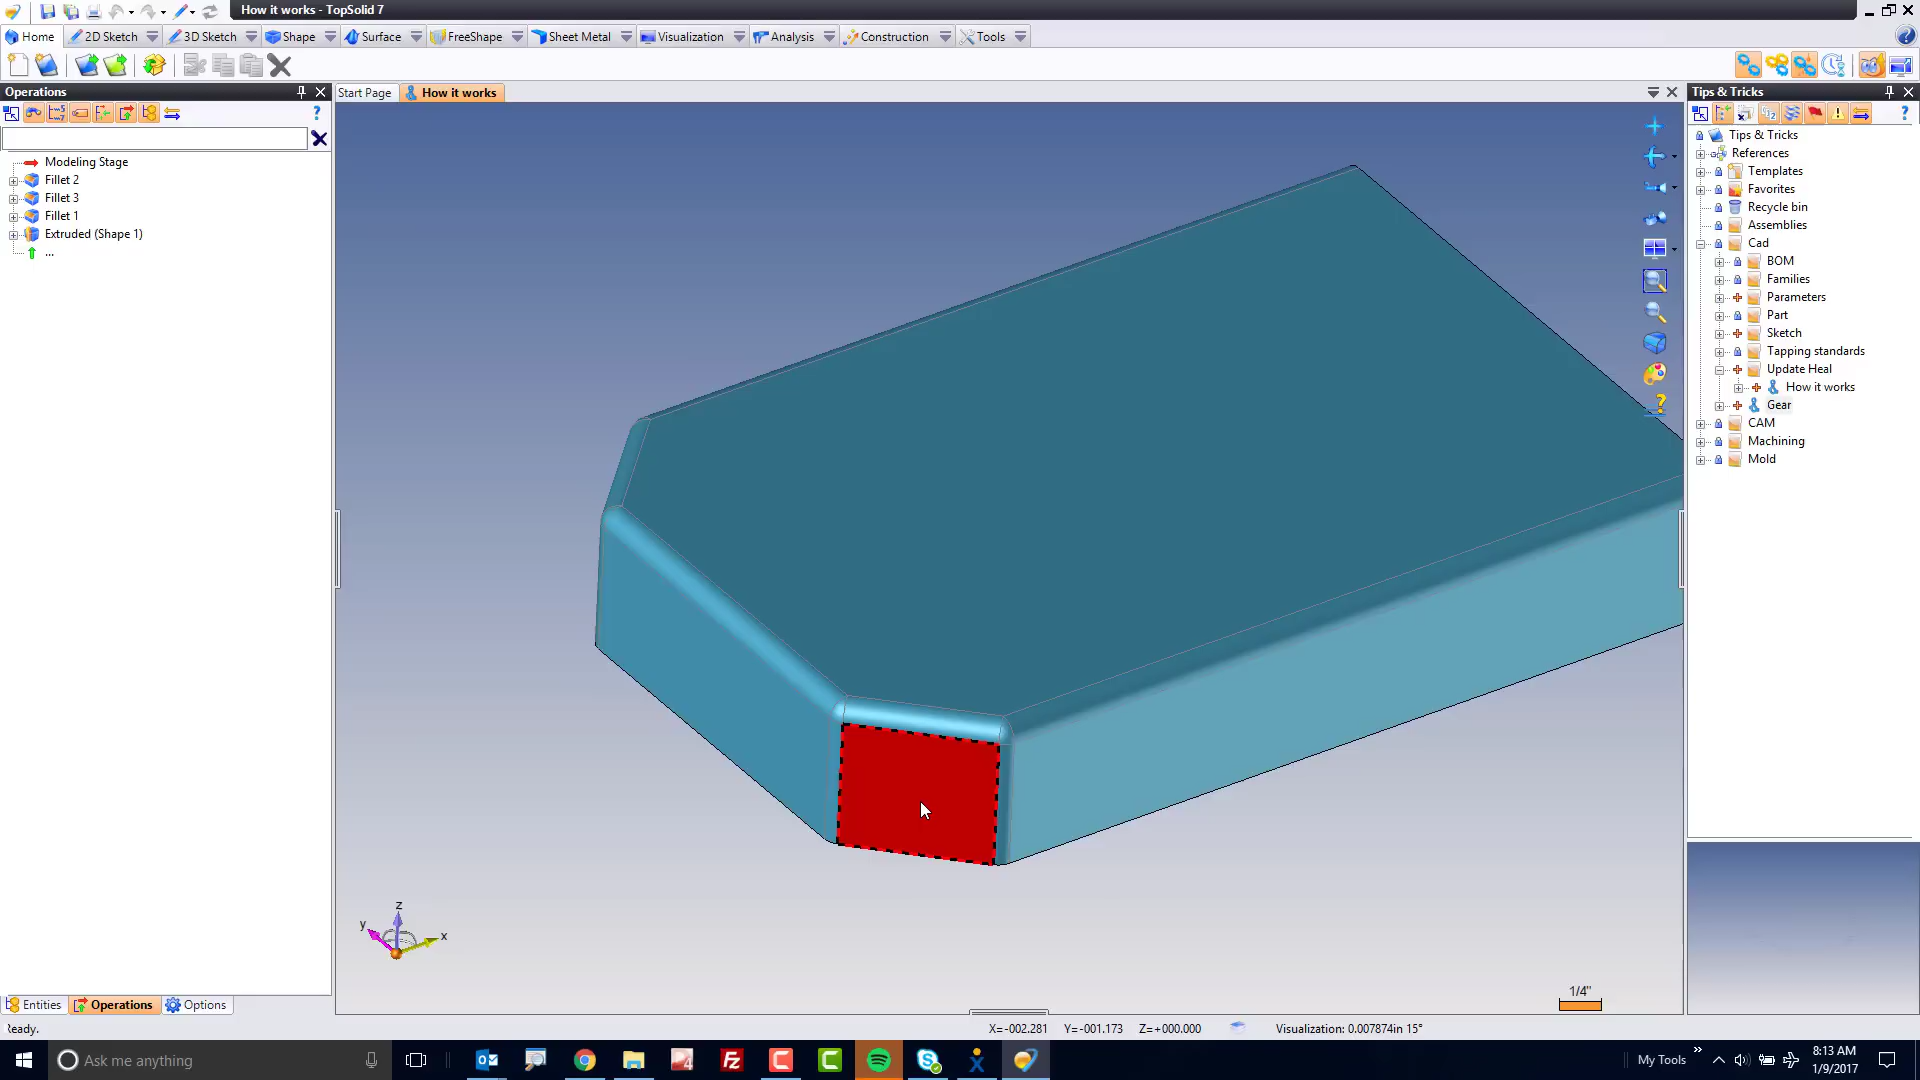 How it works - TopSolid 7
Home
2D Sketch
3D Sketch
Shape
Surface
FreeShape
Sheet Metal
Visualization
Analysis
Construction
Tools
Operations
Modeling Stage
Fillet 2
Fillet 3
Fillet 1
Extruded (Shape 1)
...
Start Page
How it works
Tips & Tricks
Tips & Tricks
References
Templates
Favorites
Recycle bin
Assemblies
Cad
BOM
Families
Parameters
Part
Sketch
Tapping standards
Update Heal
How it works
Gear
CAM
Machining
Mold
z
y
x
1/4"
Entities
Operations
Options
Ready.
X=-002.281 Y=-001.173 Z=+000.000
Visualization: 0.007874in 15°
Ask me anything
My Tools
8:13 AM
1/9/2017